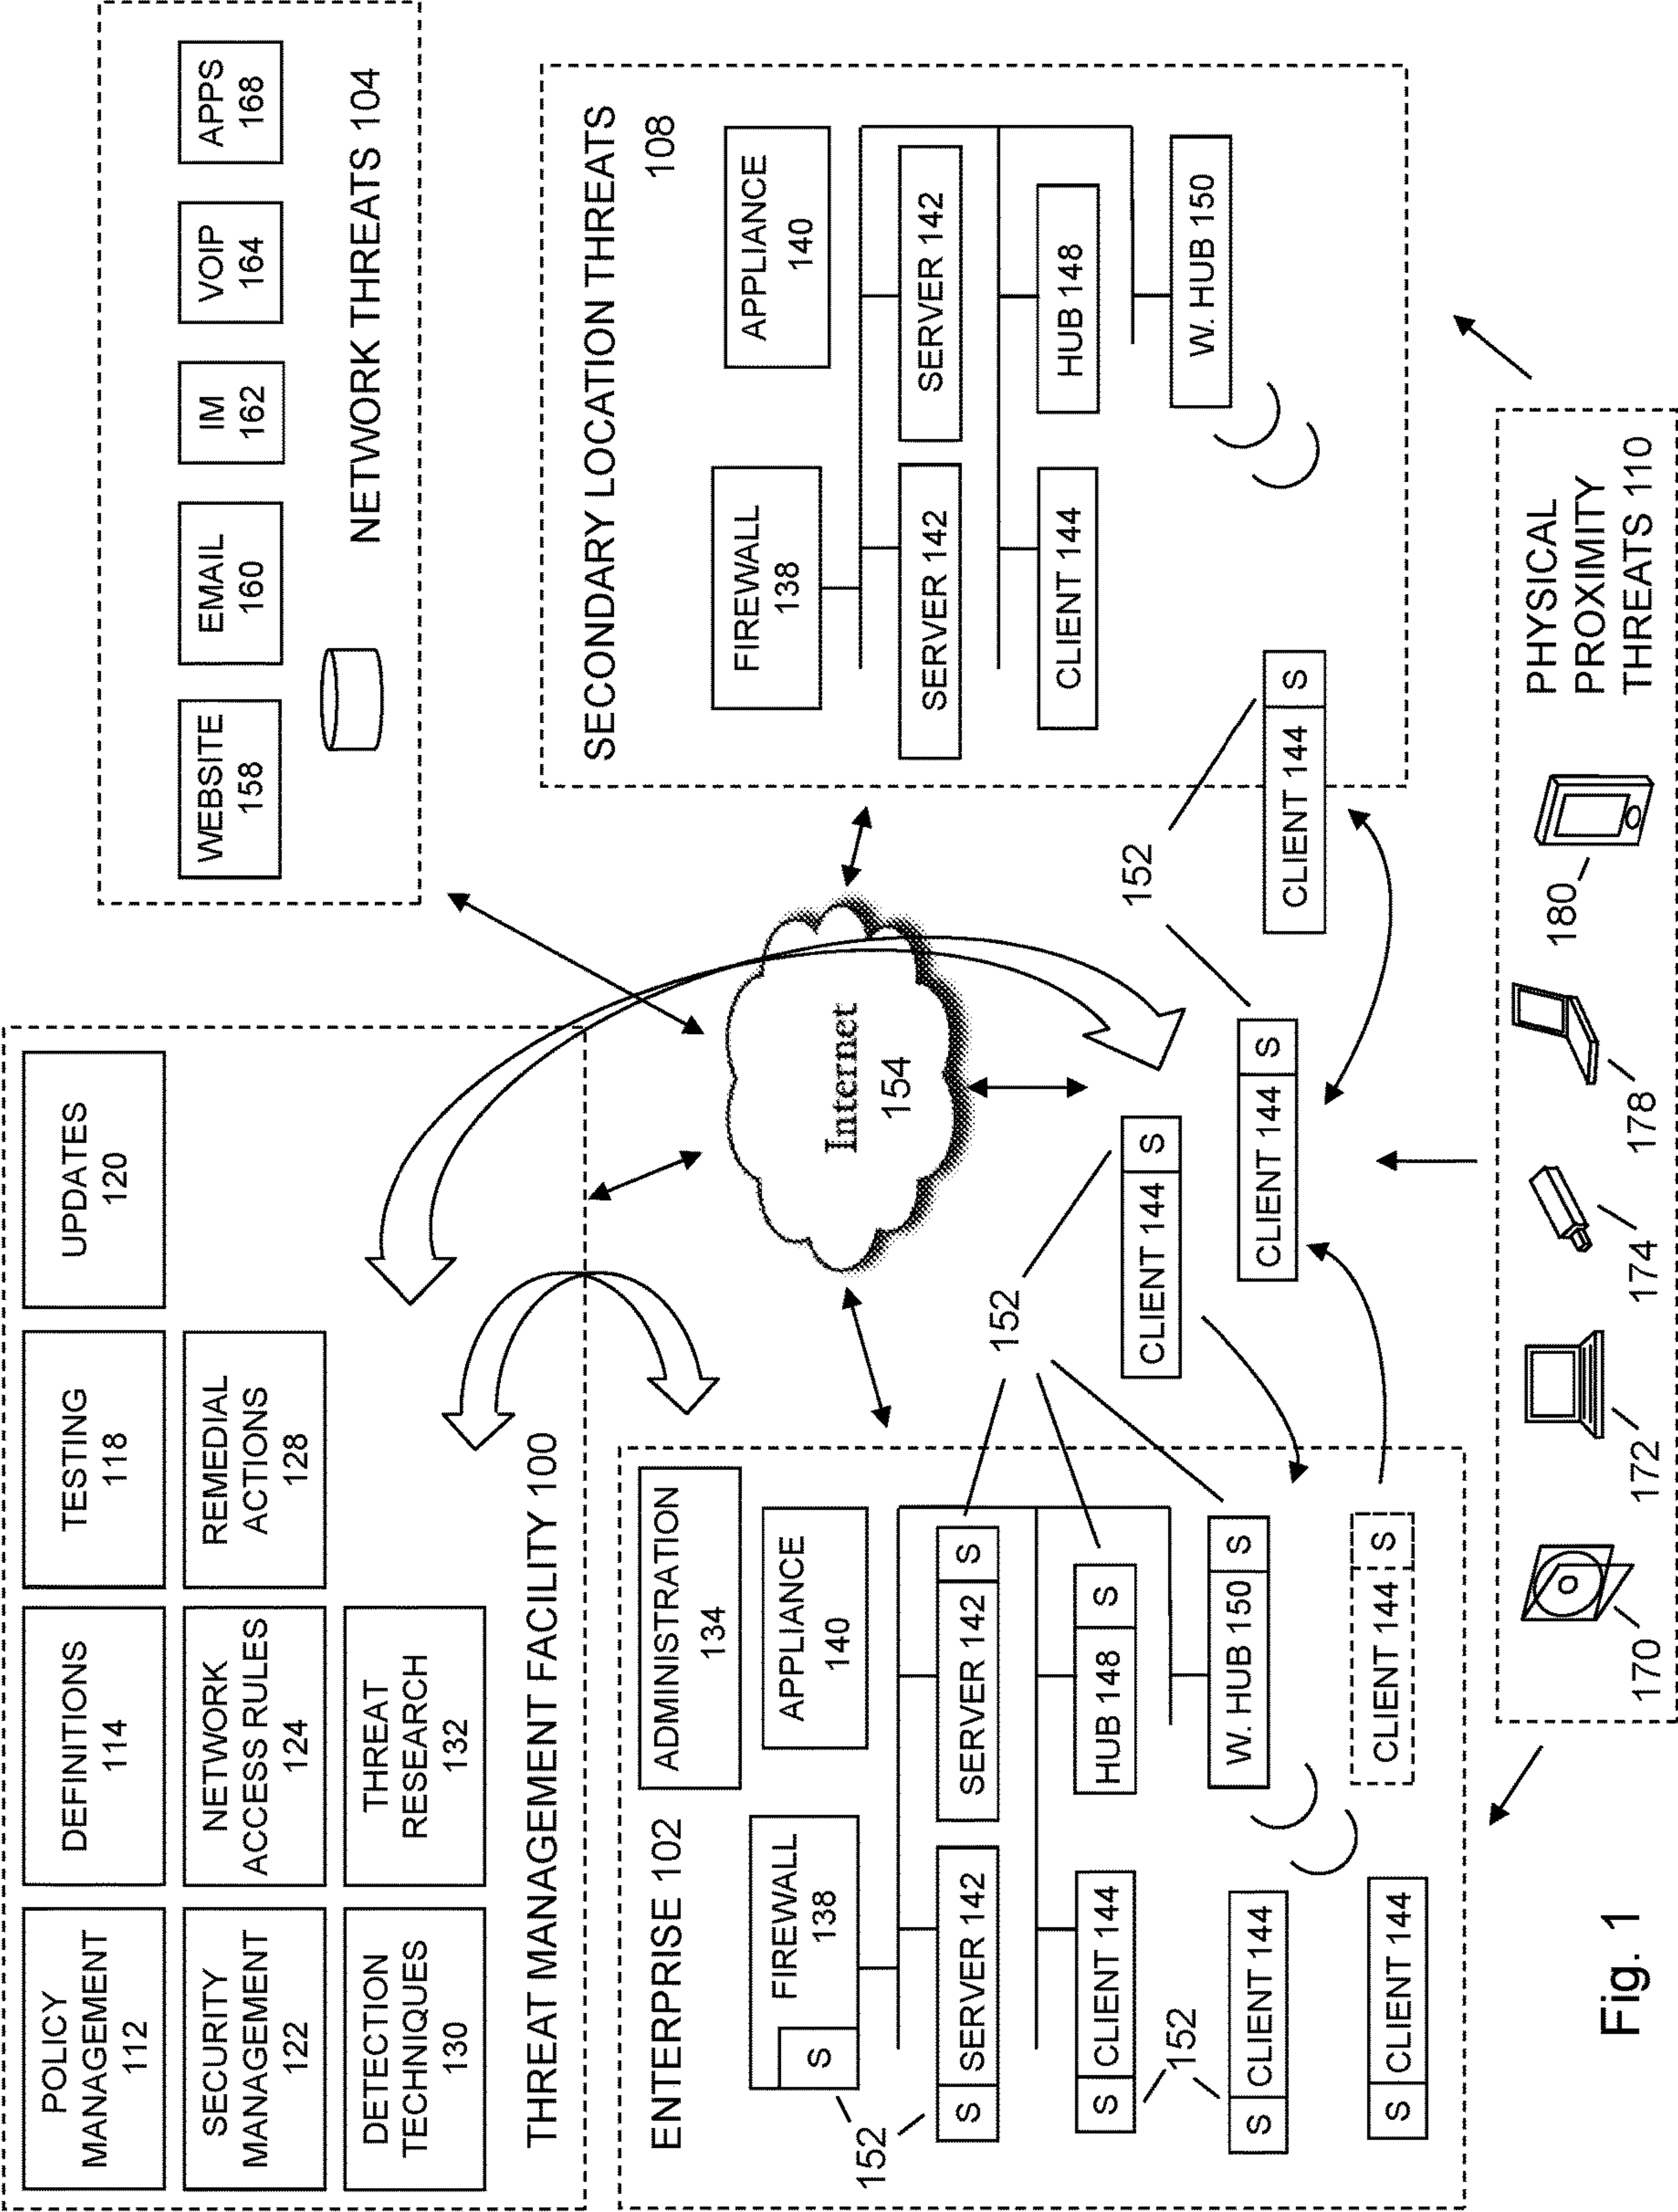 POLICY
MANAGEMENT
112
DEFINITIONS
114
TESTING
118
UPDATES
120
SECURITY
MANAGEMENT
122
NETWORK
ACCESS RULES
124
REMEDIAL
ACTIONS
128
DETECTION
TECHNIQUES
130
THREAT
RESEARCH
132
THREAT MANAGEMENT FACILITY 100
WEBSITE
158
EMAIL
160
IM
162
VOIP
164
APPS
168
NETWORK THREATS 104
ENTERPRISE 102
ADMINISTRATION
134
FIREWALL
138
S
APPLIANCE
140
152
S SERVER 142
SERVER 142 S
S CLIENT 144
HUB 148 S
152
S CLIENT 144
W. HUB 150 S
S CLIENT 144
CLIENT 144 S
Internet
154
152
CLIENT 144 S
CLIENT 144 S
152
SECONDARY LOCATION THREATS
108
FIREWALL
138
APPLIANCE
140
SERVER 142
SERVER 142
CLIENT 144
HUB 148
W. HUB 150
CLIENT 144 S
170
172
174
178
180
PHYSICAL
PROXIMITY
THREATS 110
Fig. 1